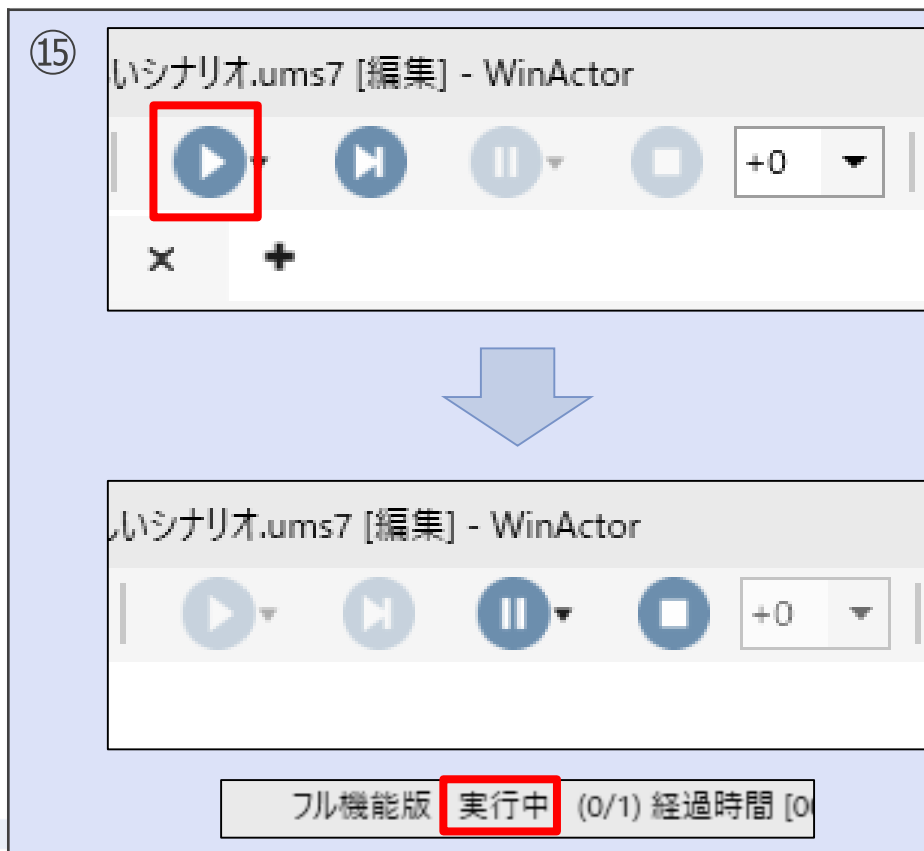 ⑮
いシナリオ.ums7 [編集] - WinActor
+0
しいシナリオ.ums7 [編集] - WinActor
+0
フル機能版 実行中 (0/1) 経過時間 [0